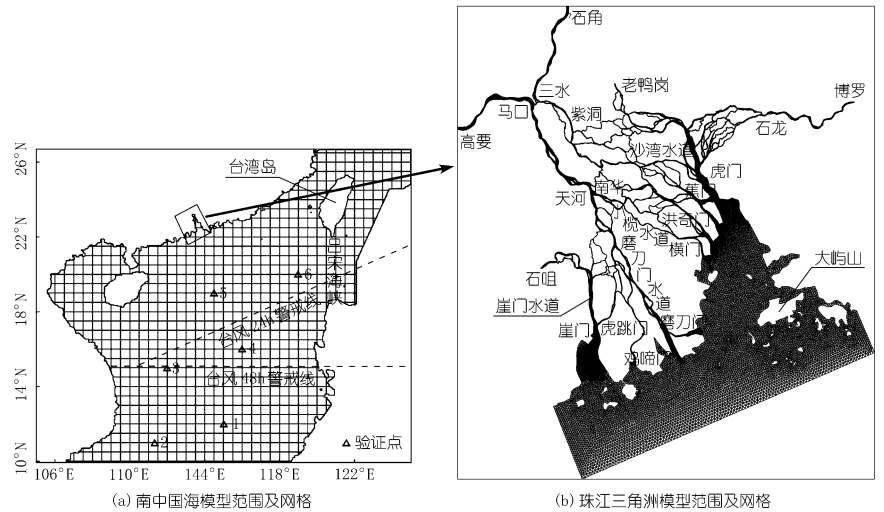 26°N
22°N
18°N
14°N
10°N
106°E
110°E
144°E
118°E
122°E
台湾岛
巴宋海峡
台风24h警戒线
台风48h警戒线
6
5
4
3
1
2
验证点
(a) 南中国海模型范围及网格
石角
三水
老鸭岗
博罗
马口
紫洞
石龙
高要
沙湾水道
虎门
南华
蕉门
天河
榄
洪奇门
水道
横门
磨刀门水道
大屿山
石咀
崖门水道
磨刀门
崖门
虎跳门
鸡啼
(b) 珠江三角洲模型范围及网格